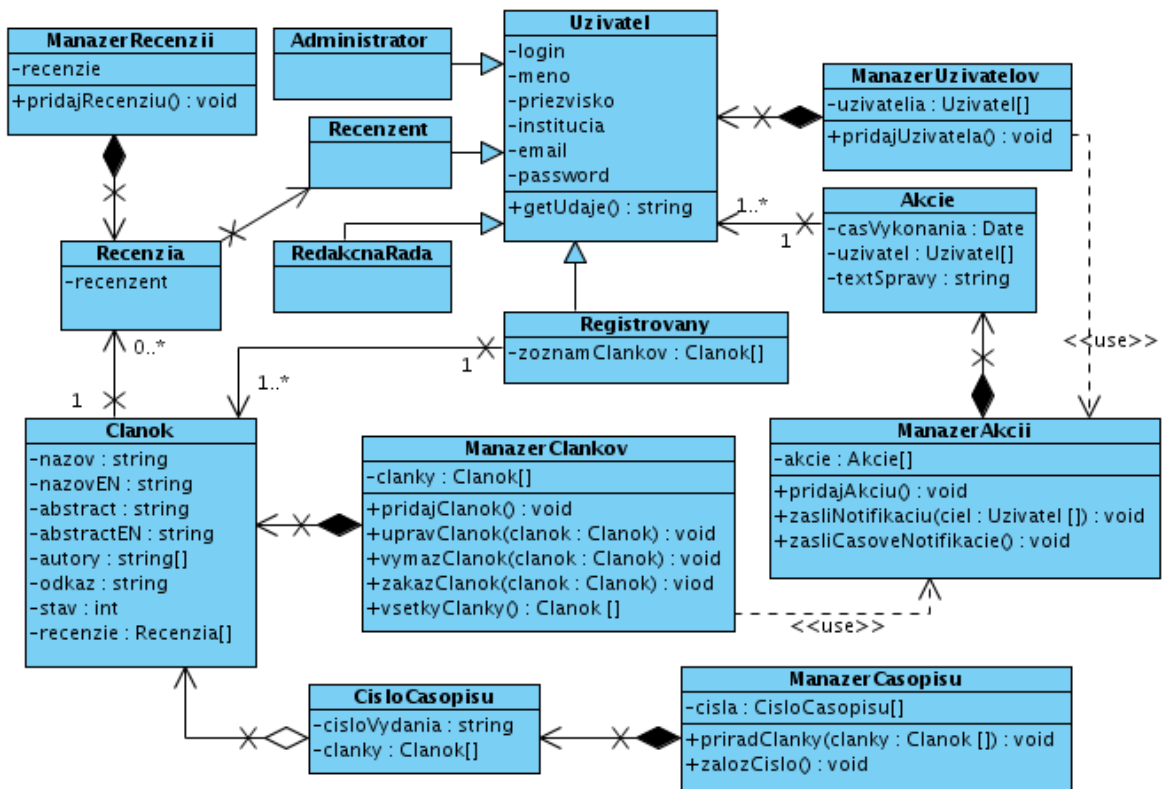 ManazerRecenzii
-recenzie
+pridajRecenziu() : void
Administrator
Uzivatel
-login
-meno
-priezvisko
-institucia
-email
-password
+getUdaje() : string
ManazerUzivatelov
-uzivatelia : Uzivatel[]
+pridajUzivatela() : void
Recenzent
Recenzia
-recenzent
RedakcnaRada
1..*
1
Akcie
-casVykonania : Date
-uzivatel : Uzivatel[]
-textSpravy : string
Registrovany
-zoznamClankov : Clanok[]
<<use>>
0..*
1
1..*
1
Clanok
-nazov : string
-nazovEN : string
-abstract : string
-abstractEN : string
-autory : string[]
-odkaz : string
-stav : int
-recenzie : Recenzia[]
ManazerClankov
-clanky : Clanok[]
+pridajClanok() : void
+upravClanok(clanok : Clanok) : void
+vymazClanok(clanok : Clanok) : void
+zakazClanok(clanok : Clanok) : viod
+vsetkyClanky() : Clanok []
ManazerAkcii
-akcie : Akcie[]
+pridajAkciu() : void
+zasliNotifikaciu(ciel : Uzivatel []) : void
+zasliCasoveNotifikacie() : void
<<use>>
CisloCasopisu
-cisloVydania : string
-clanky : Clanok[]
ManazerCasopisu
-cisla : CisloCasopisu[]
+priradClanky(clanky : Clanok []) : void
+zalozCislo() : void